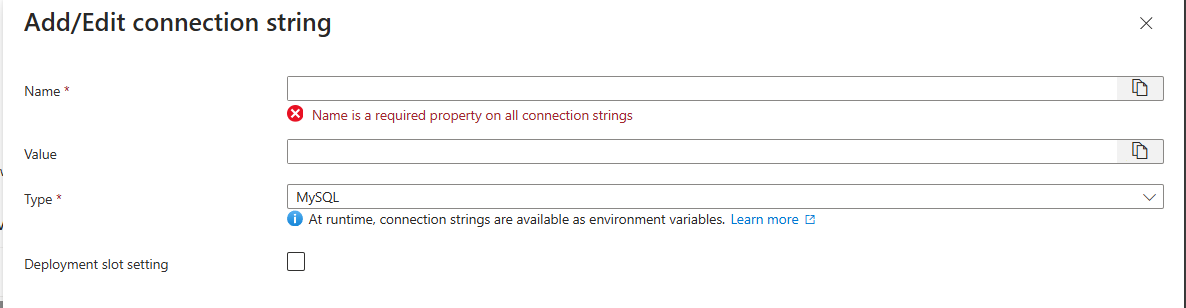 Add/Edit connection string
Name *
Name is a required property on all connection strings
Value
Type *
MySQL
At runtime, connection strings are available as environment variables. Learn more
Deployment slot setting